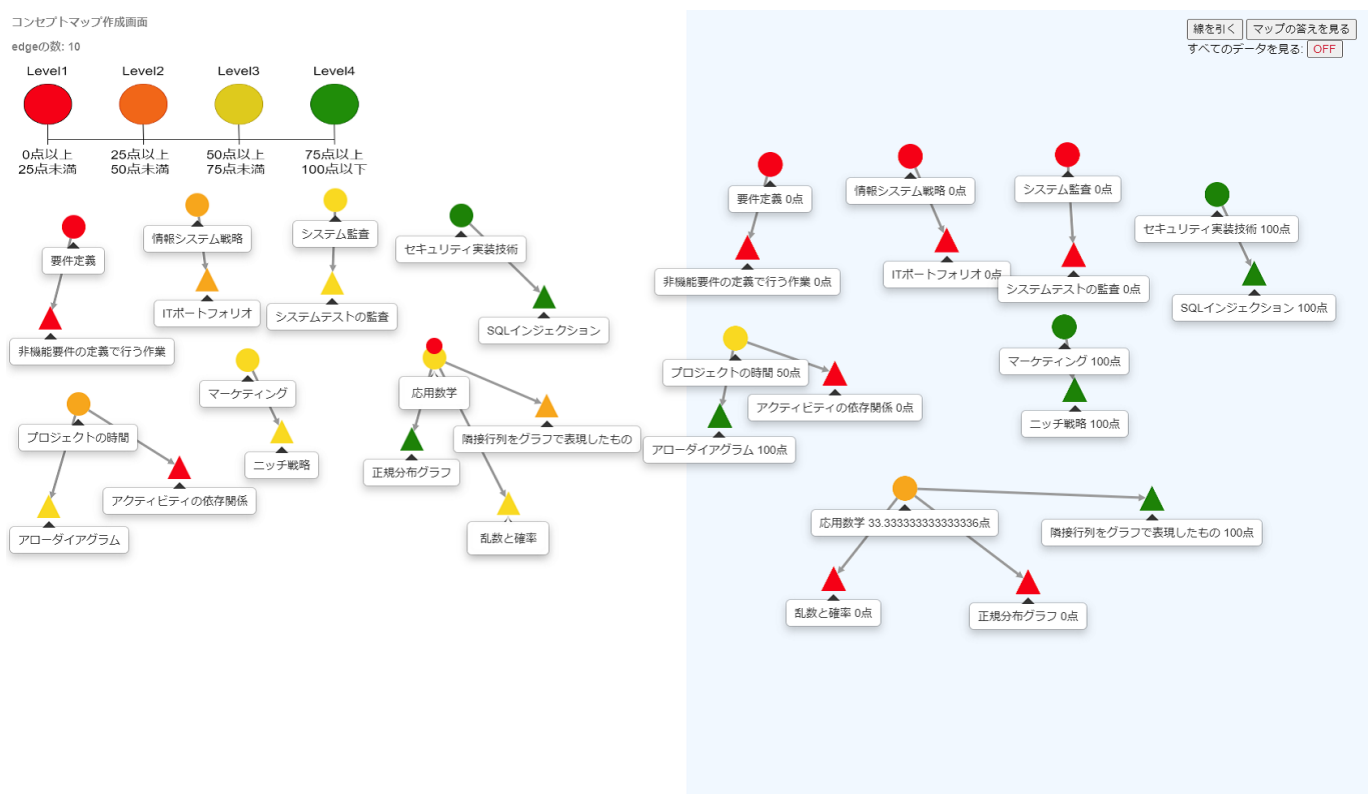 コンセプトマップ作成画面
edgeの数: 10
Level1 Level2 Level3 Level4
0点以上 25点以上 50点以上 75点以上
25点未満 50点未満 75点未満 100点以下
要件定義
情報システム戦略
システム監査
セキュリティ実装技術
非機能要件の定義で行う作業
ITポートフォリオ
システムテストの監査
SQLインジェクション
プロジェクトの時間
マーケティング
応用数学
アローダイアグラム
アクティビティの依存関係
ニッチ戦略
正規分布グラフ
隣接行列をグラフで表現したもの
乱数と確率
線を引く マップの答えを見る
すべてのデータを見る: OFF
要件定義 0点
情報システム戦略 0点
システム監査 0点
セキュリティ実装技術 100点
非機能要件の定義で行う作業 0点
ITポートフォリオ 0点
システムテストの監査 0点
SQLインジェクション 100点
プロジェクトの時間 50点
マーケティング 100点
アクティビティの依存関係 0点
ニッチ戦略 100点
アローダイアグラム 100点
応用数学 33.333333333333336点
隣接行列をグラフで表現したもの 100点
乱数と確率 0点
正規分布グラフ 0点